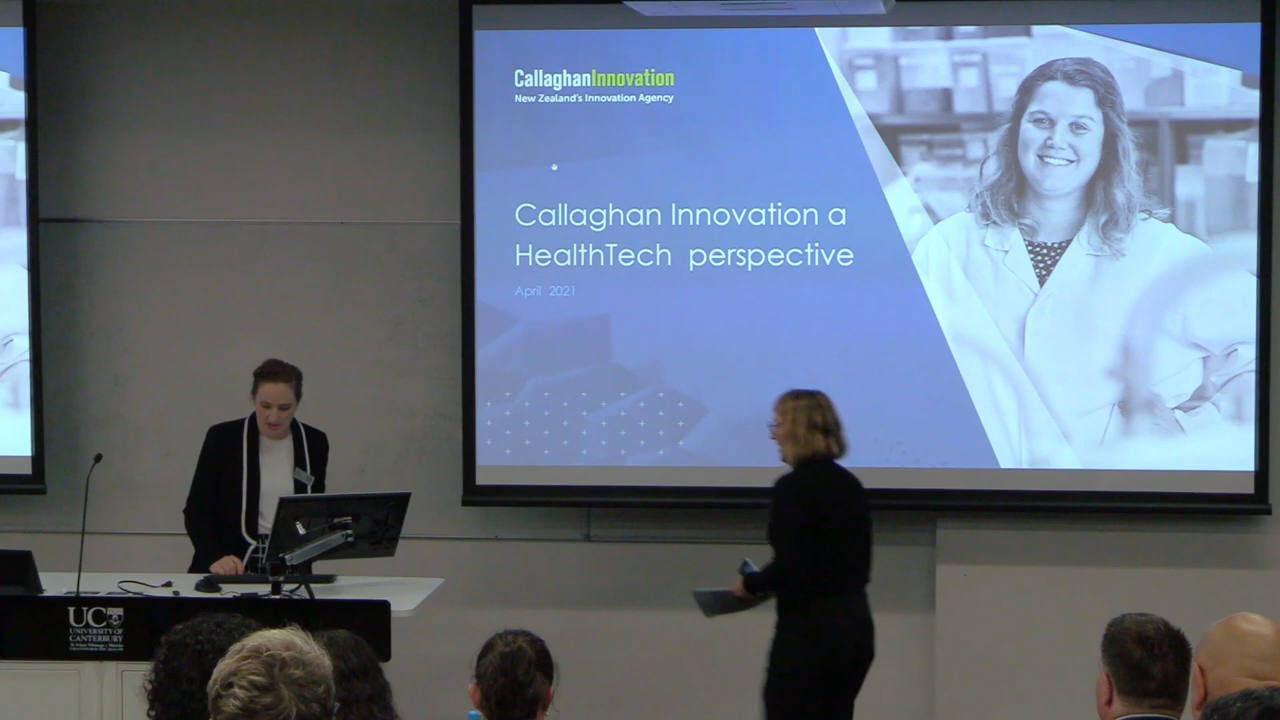 CallaghanInnovation
New Zealand's Innovation Agency
Callaghan Innovation a
HealthTech perspective
April 2021
UC
UNIVERSITY OF
CANTERBURY